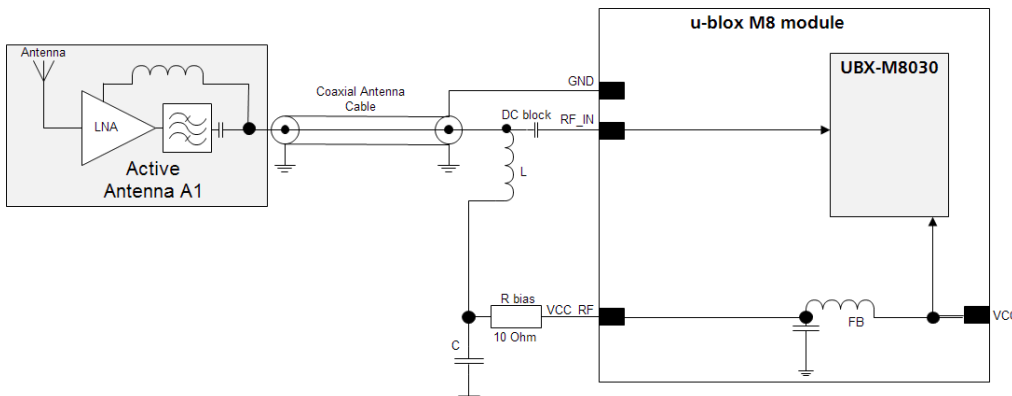 u-blox M8 module
Antenna
UBX-M8030
GND
Coaxial Antenna
Cable
DC block
RF_IN
LNA
Active
Antenna A1
L
R bias
VCC_RF
10 Ohm
C
FB
VCC